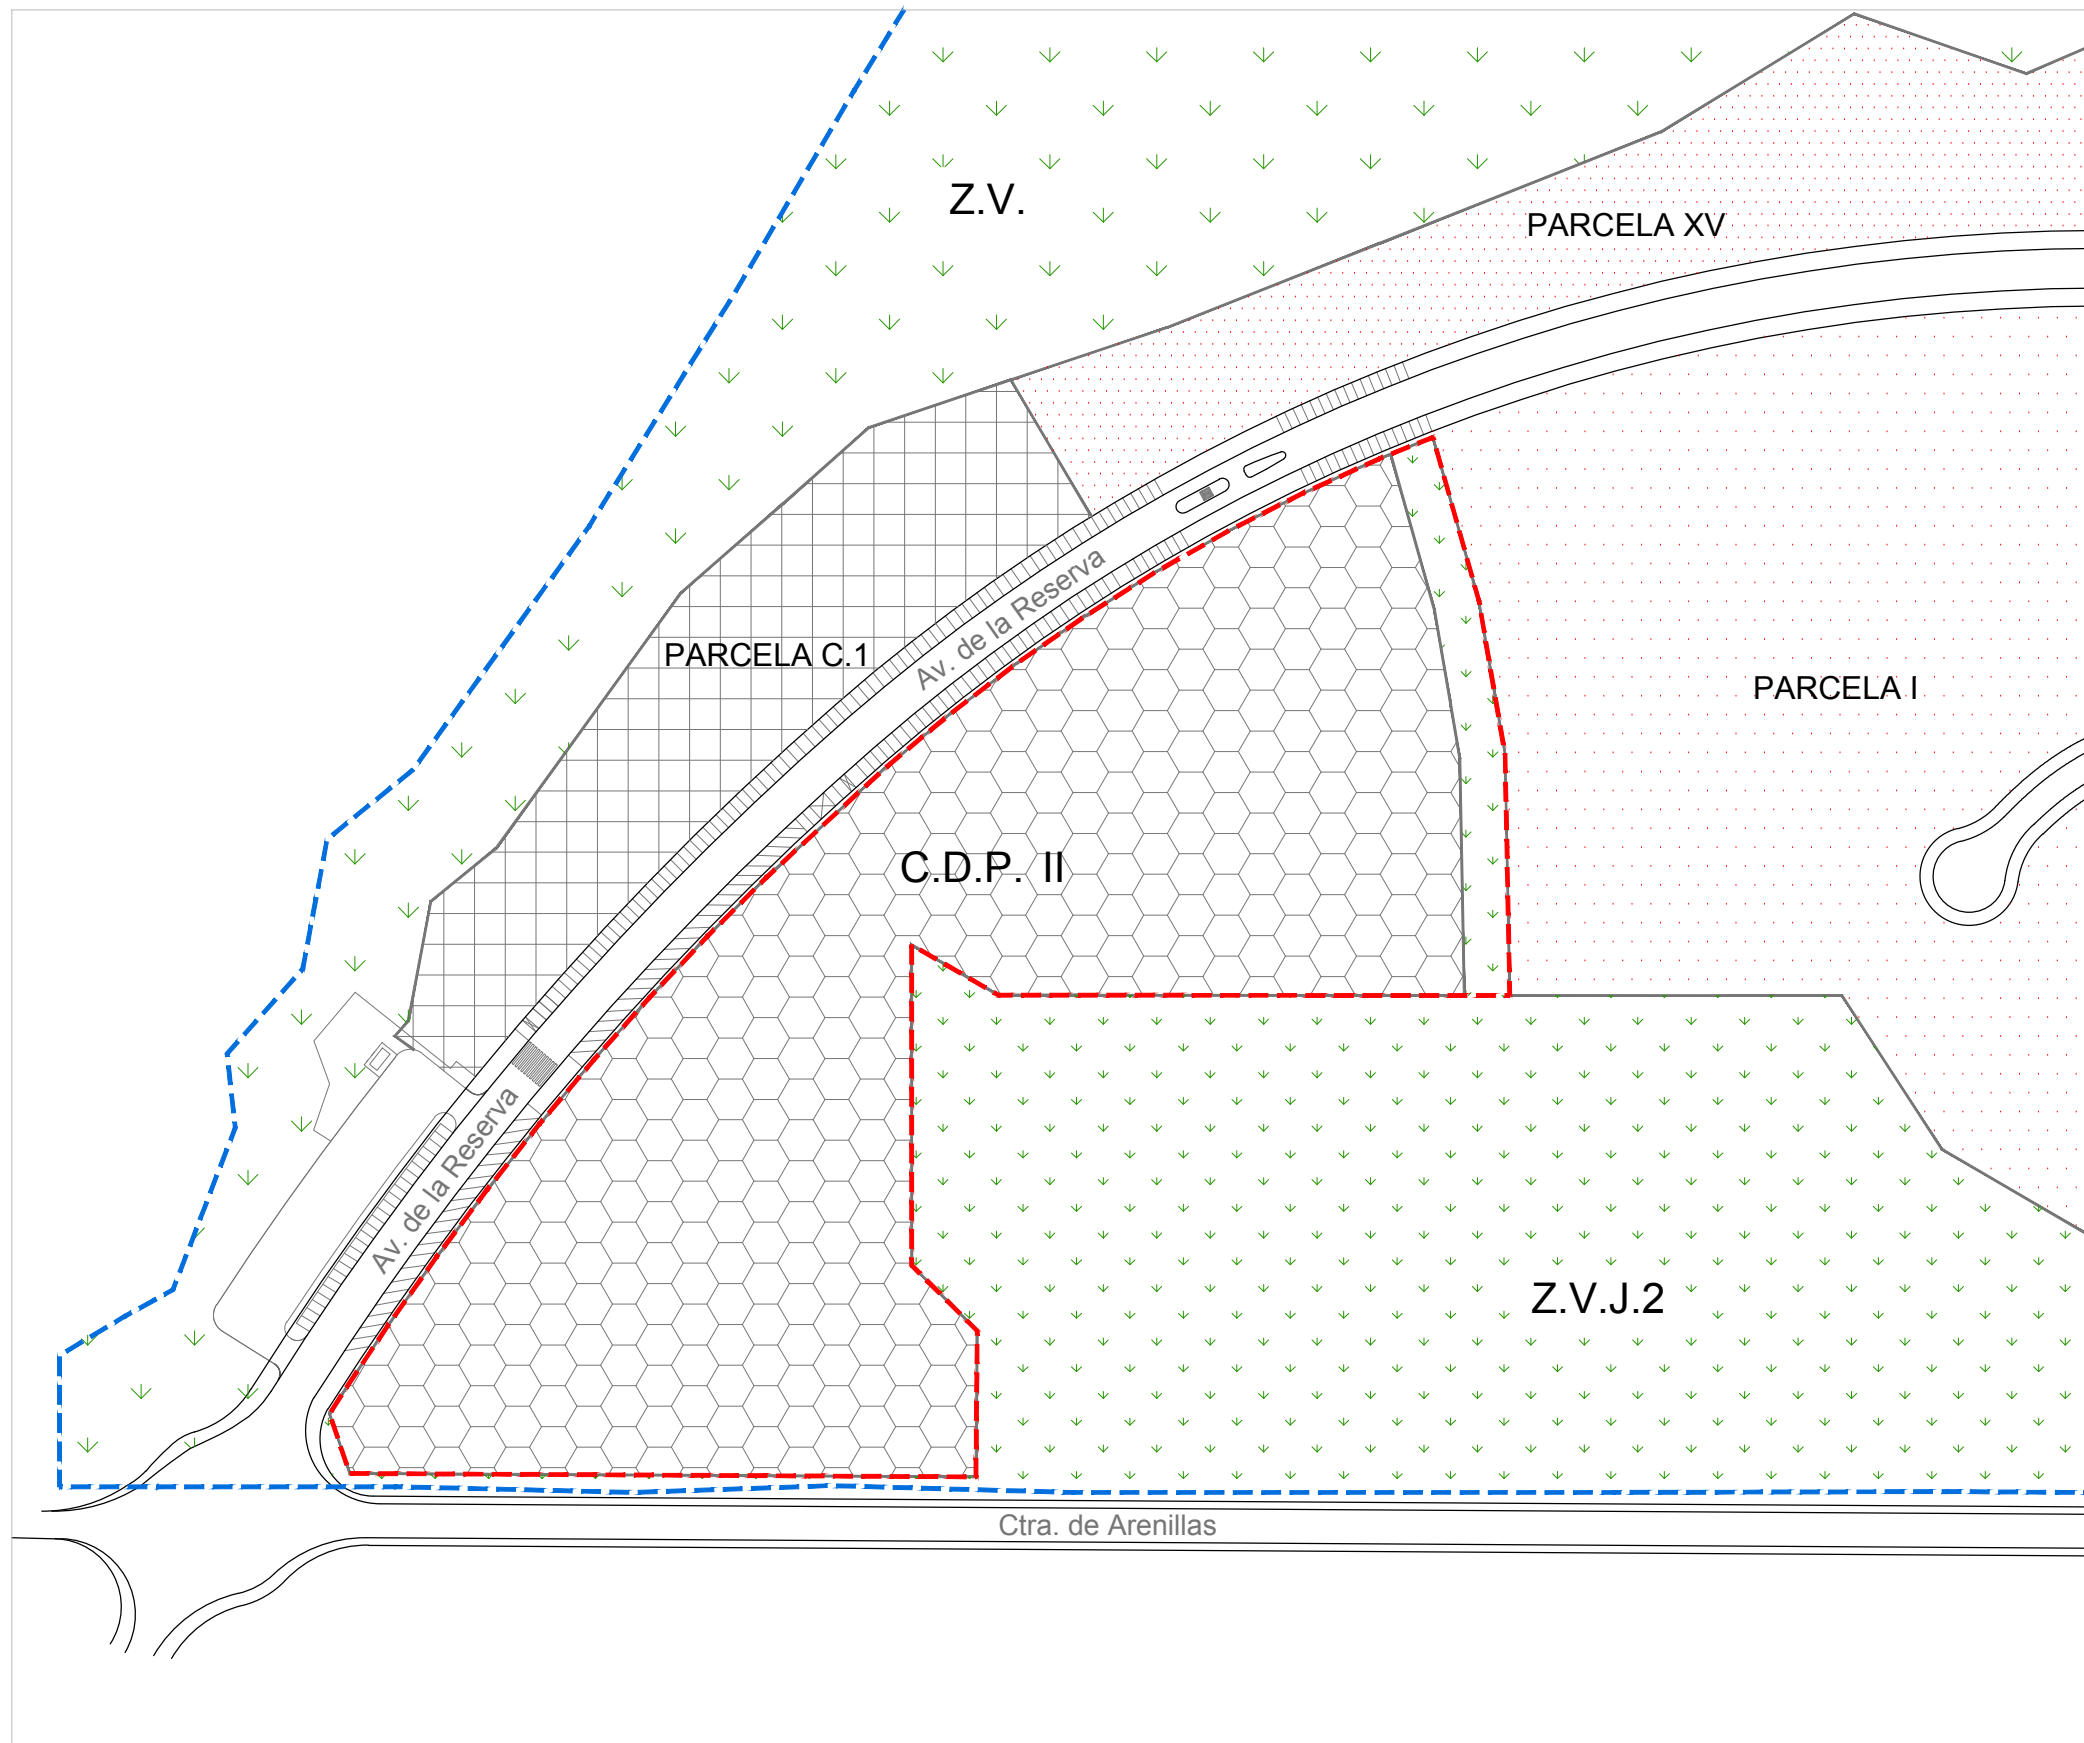 Z.V.
PARCELA XV
Av. de la Reserva
PARCELA C.1
PARCELA I
C.D.P. II
Av. de la Reserva
Z.V.J.2
Ctra. de Arenillas